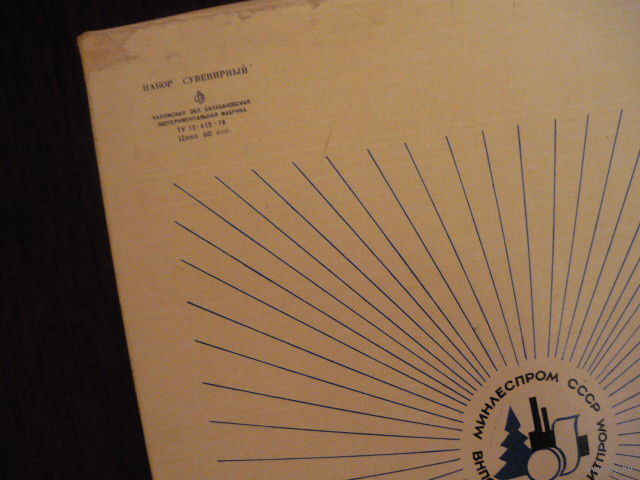 НАБОР СУВЕНИРНЫЙ
КАЛУЖСКАЯ ОБЛ. БАЛАБАНОВСКАЯ
ЭКСПЕРИМЕНТАЛЬНАЯ ФАБРИКА
ТУ 13-415-78
Цена 60 коп.
МИНЛЕСПРОМ СССР